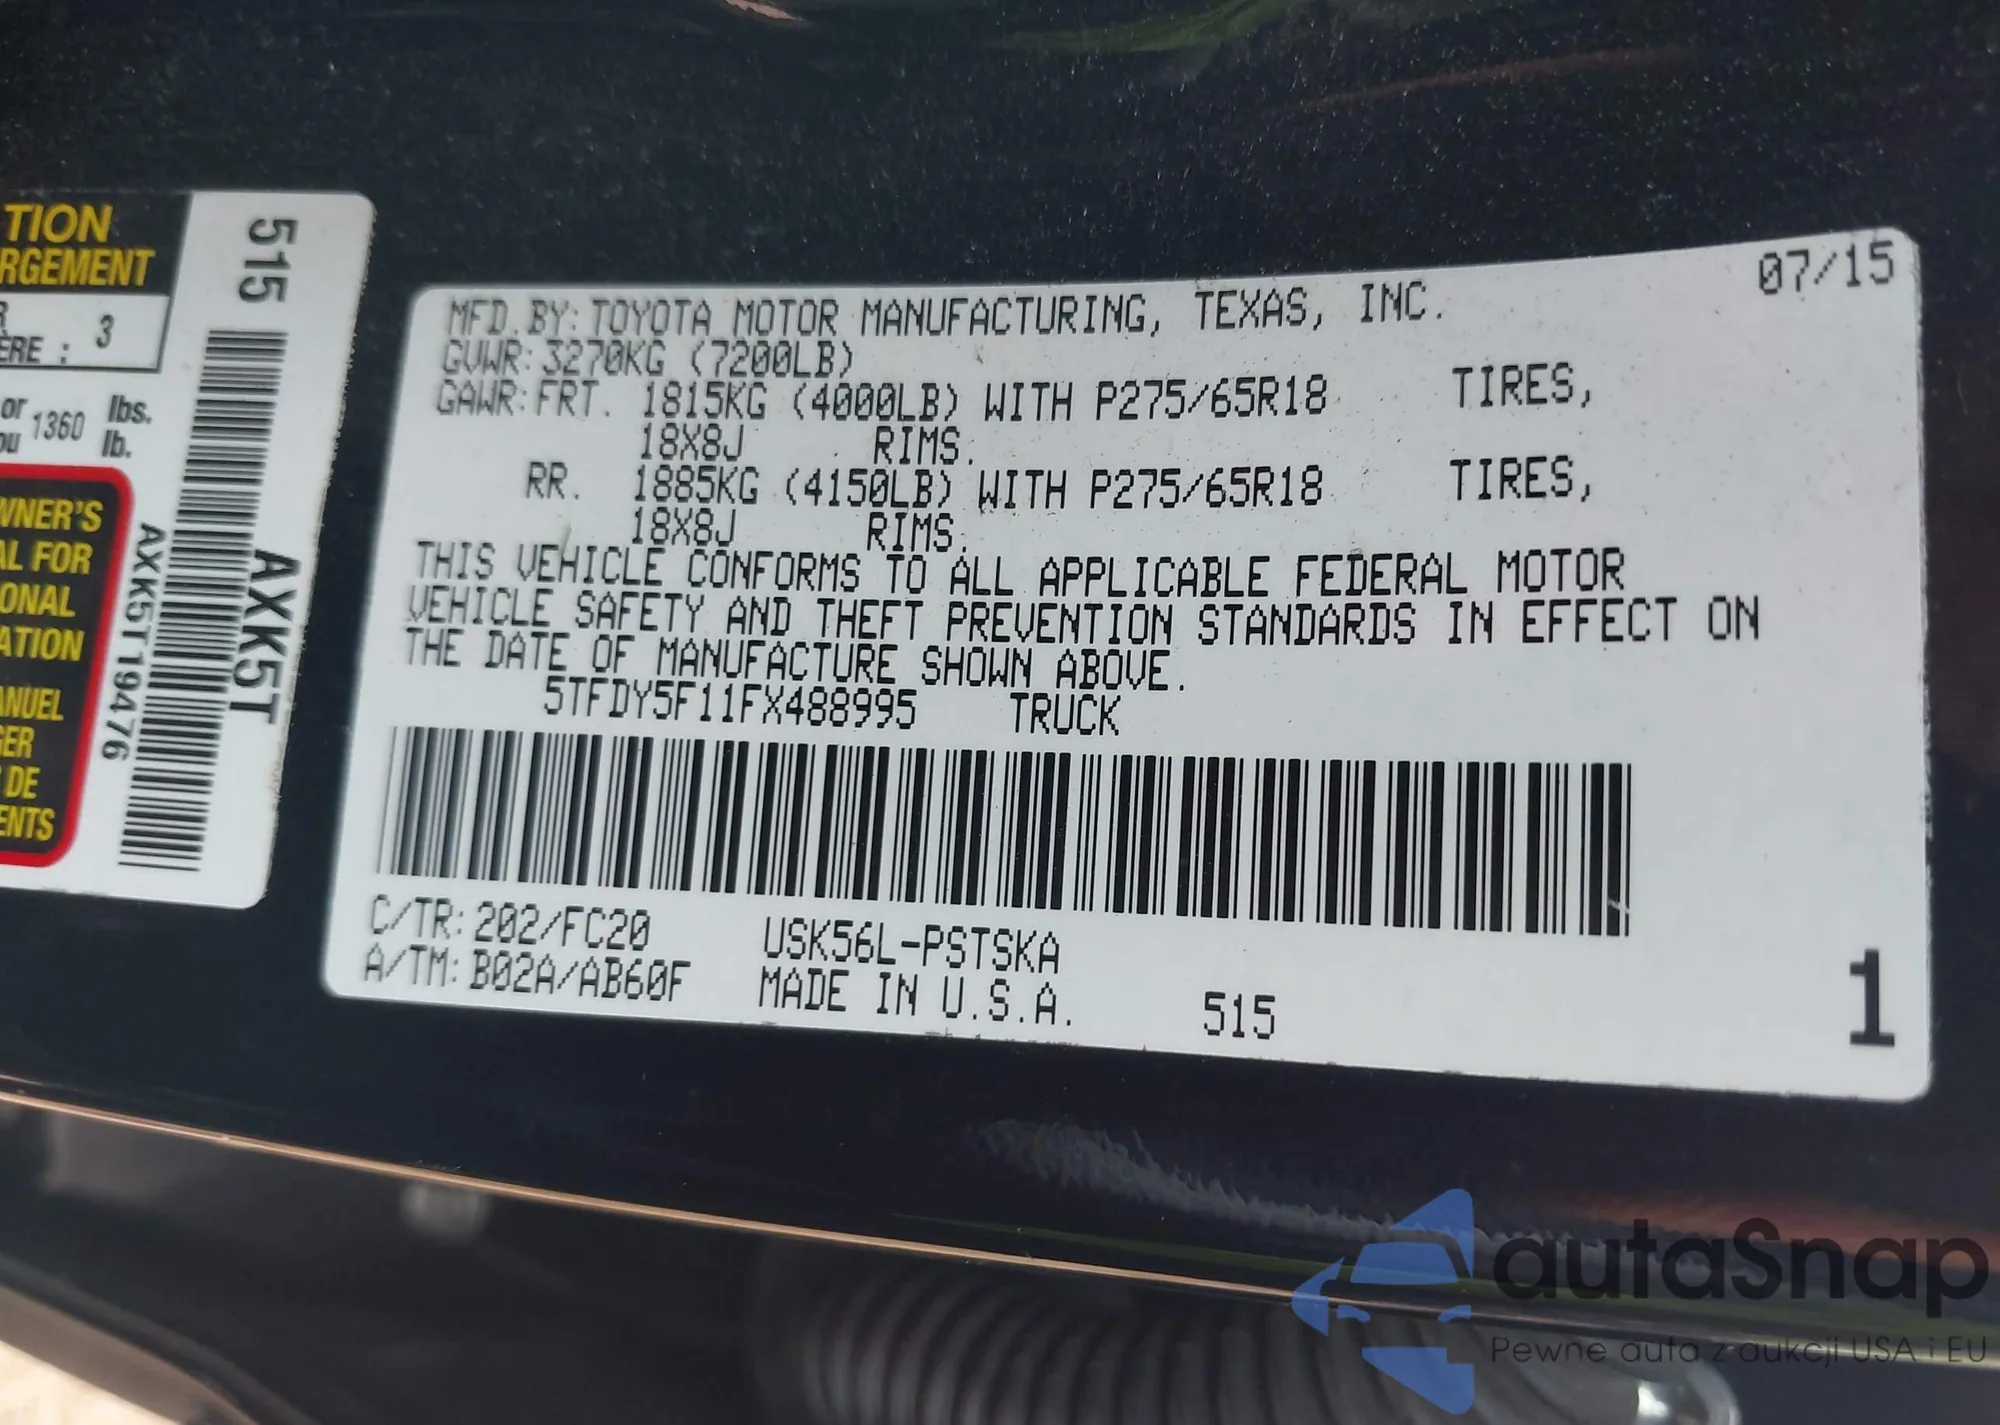 TION
RGEMENT
R
ÈRE : 3
or 1360 lbs.
ou lb.
WNER'S
AL FOR
ONAL
ATION
ANUEL
GER
DE
ENTS
515
AXK5T
AXK5T19476
07/15
MFD.BY:TOYOTA MOTOR MANUFACTURING, TEXAS, INC.
GVWR:3270KG (7200LB)
GAWR:FRT. 1815KG (4000LB) WITH P275/65R18 TIRES,
18X8J RIMS.
RR. 1885KG (4150LB) WITH P275/65R18 TIRES,
18X8J RIMS.
THIS VEHICLE CONFORMS TO ALL APPLICABLE FEDERAL MOTOR
VEHICLE SAFETY AND THEFT PREVENTION STANDARDS IN EFFECT ON
THE DATE OF MANUFACTURE SHOWN ABOVE.
5TFDY5F11FX488995 TRUCK
C/TR:202/FC20 USK56L-PSTSKA
A/TM:B02A/AB60F MADE IN U.S.A. 515
1
autaSnap
Pewne auta z aukcji USA i EU